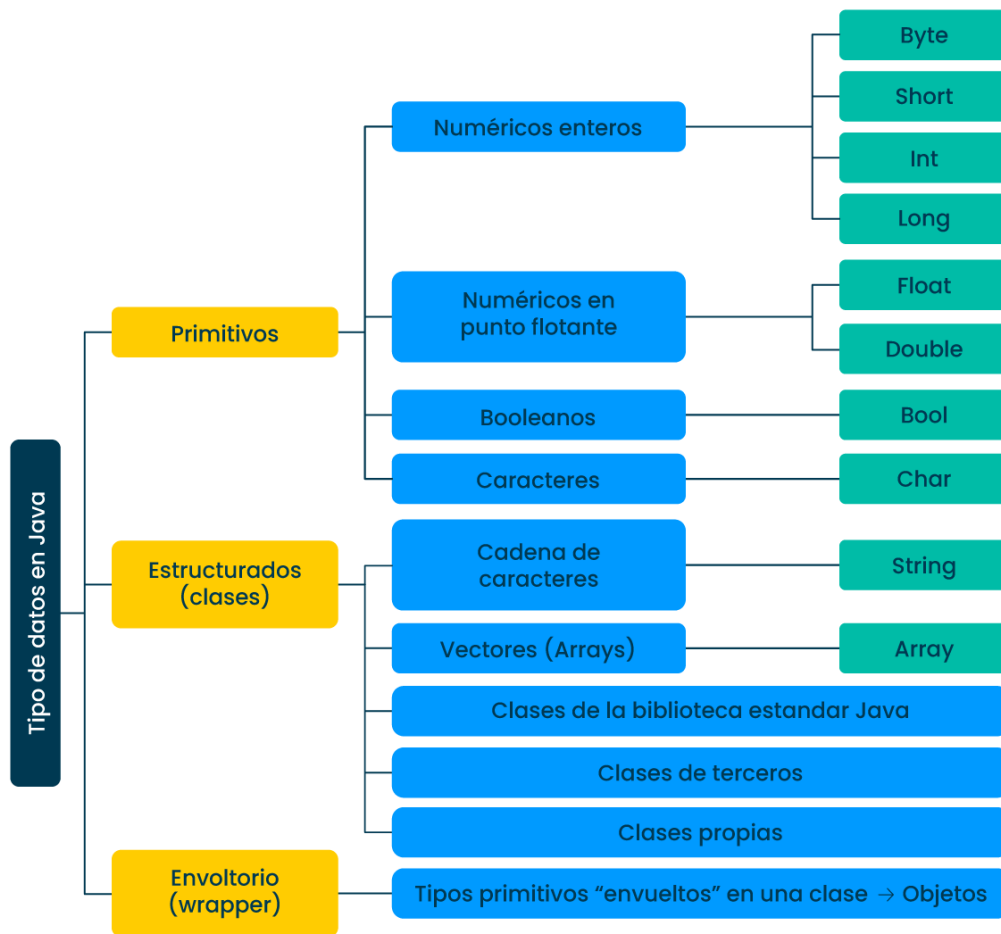 Tipo de datos en Java
Primitivos
Numéricos enteros
Byte
Short
Int
Long
Numéricos en
punto flotante
Float
Double
Booleanos
Bool
Caracteres
Char
Estructurados
(clases)
Cadena de
caracteres
String
Vectores (Arrays)
Array
Clases de la biblioteca estandar Java
Clases de terceros
Clases propias
Envoltorio
(wrapper)
Tipos primitivos “envueltos” en una clase → Objetos